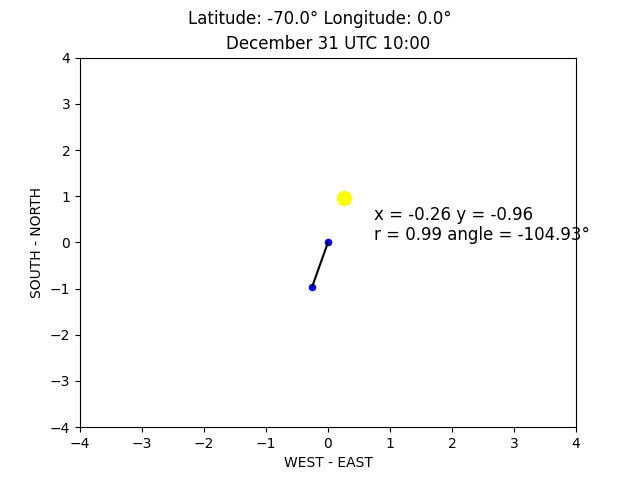 Latitude: -70.0° Longitude: 0.0°
December 31 UTC 10:00
4
3
2
1
0
−1
−2
−3
−4
SOUTH - NORTH
x = -0.26 y = -0.96
r = 0.99 angle = -104.93°
−4 −3 −2 −1 0 1 2 3 4
WEST - EAST